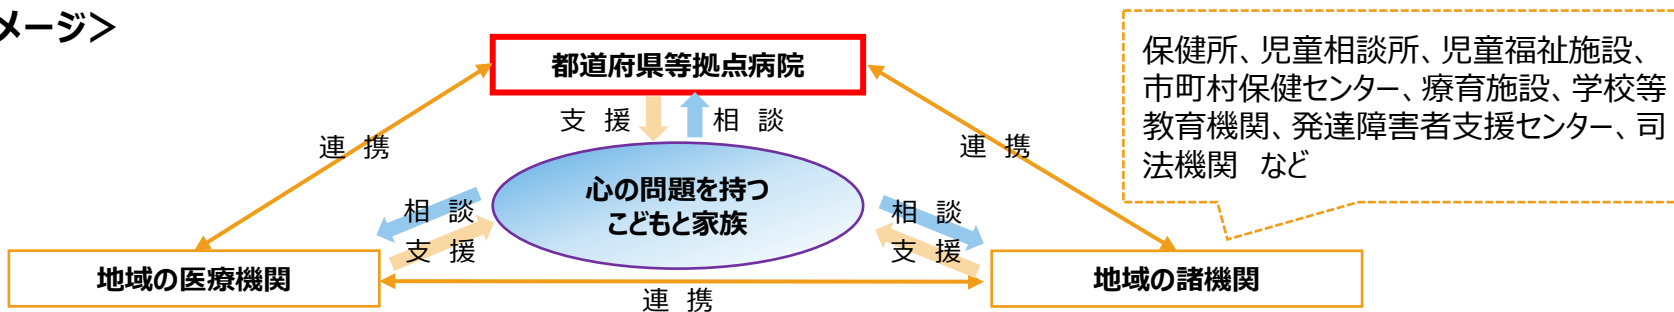 メージ＞
都道府県等拠点病院
保健所、児童相談所、児童福祉施設、
市町村保健センター、療育施設、学校等
教育機関、発達障害者支援センター、司
法機関　など
支　援
相　談
連　携
連　携
心の問題を持つ
こどもと家族
相　談
支　援
相　談
支　援
地域の医療機関
地域の諸機関
連　携